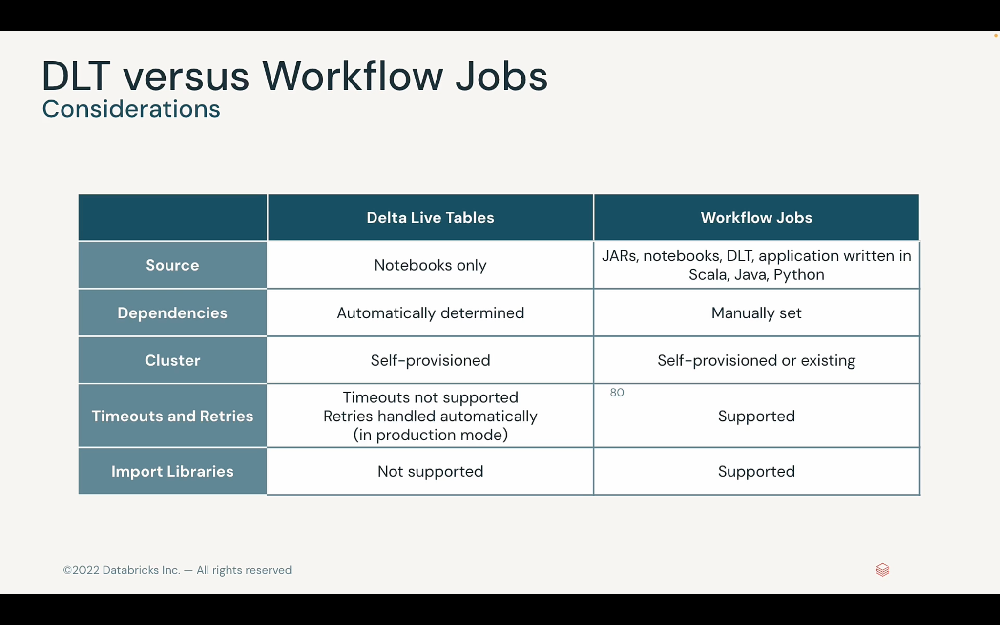 DLT versus Workflow Jobs
Considerations
Delta Live Tables
Workflow Jobs
Source
Notebooks only
JARs, notebooks, DLT, application written in
Scala, Java, Python
Dependencies
Automatically determined
Manually set
Cluster
Self-provisioned
Self-provisioned or existing
Timeouts and Retries
Timeouts not supported
Retries handled automatically
(in production mode)
80
Supported
Import Libraries
Not supported
Supported
©2022 Databricks Inc. — All rights reserved